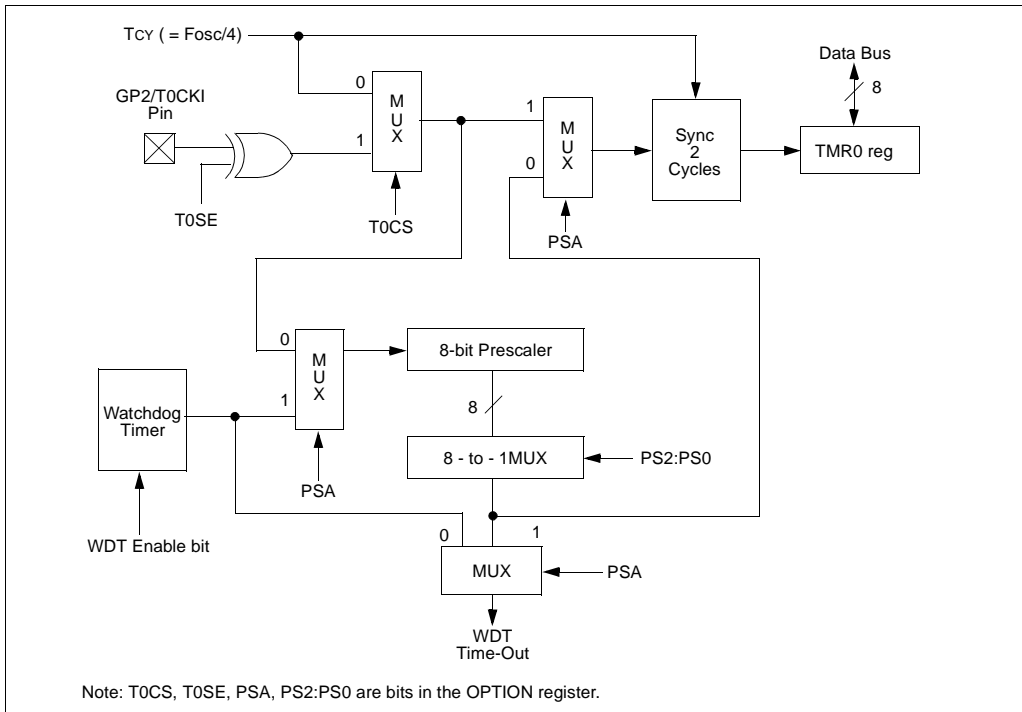 TCY ( = Fosc/4)
Data Bus
8
GP2/T0CKI
Pin
0
1
MUX
T0CS
T0SE
1
0
MUX
PSA
Sync
2
Cycles
TMR0 reg
0
1
MUX
PSA
8-bit Prescaler
8
8 - to - 1MUX
PS2:PS0
Watchdog
Timer
WDT Enable bit
0
1
MUX
PSA
WDT
Time-Out
Note: T0CS, T0SE, PSA, PS2:PS0 are bits in the OPTION register.